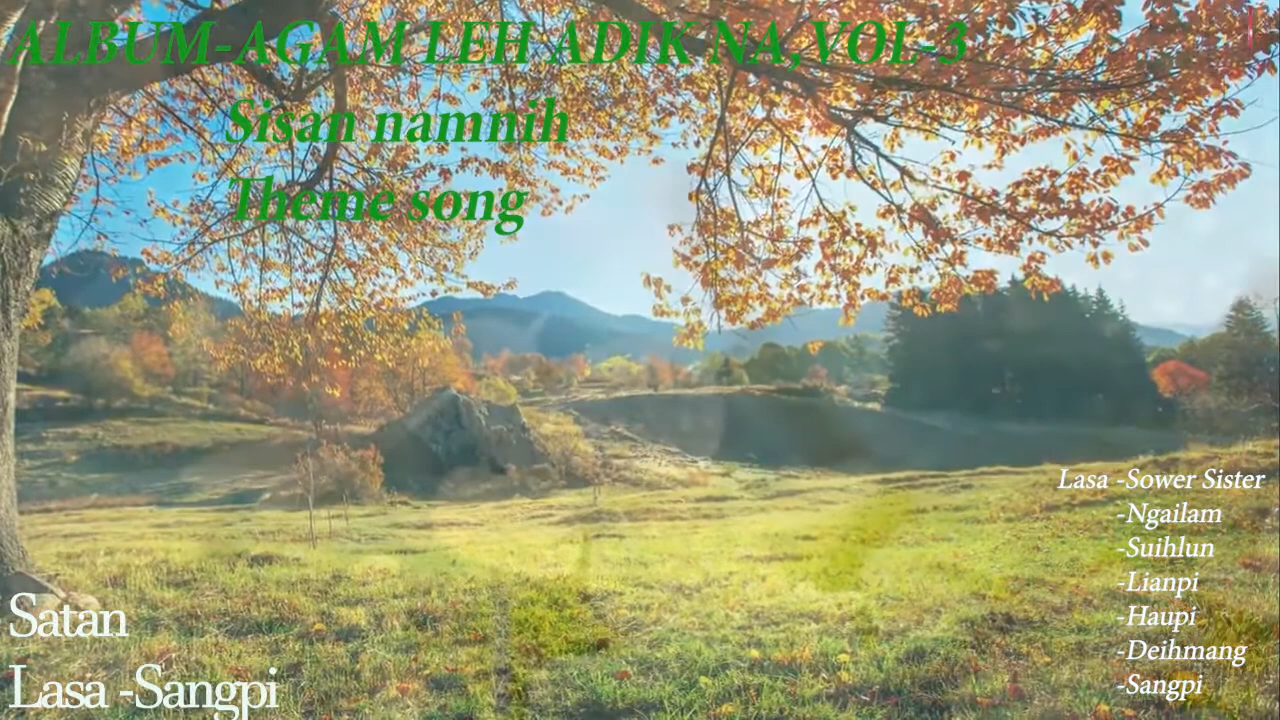 ALBUM-AGAM LEH ADIK NA,VOL-3
Sisan namnih
Theme song
Lasa -Sower Sister
-Ngailam
-Suihlun
-Lianpi
-Haupi
-Deihmang
-Sangpi
Satan
Lasa -Sangpi